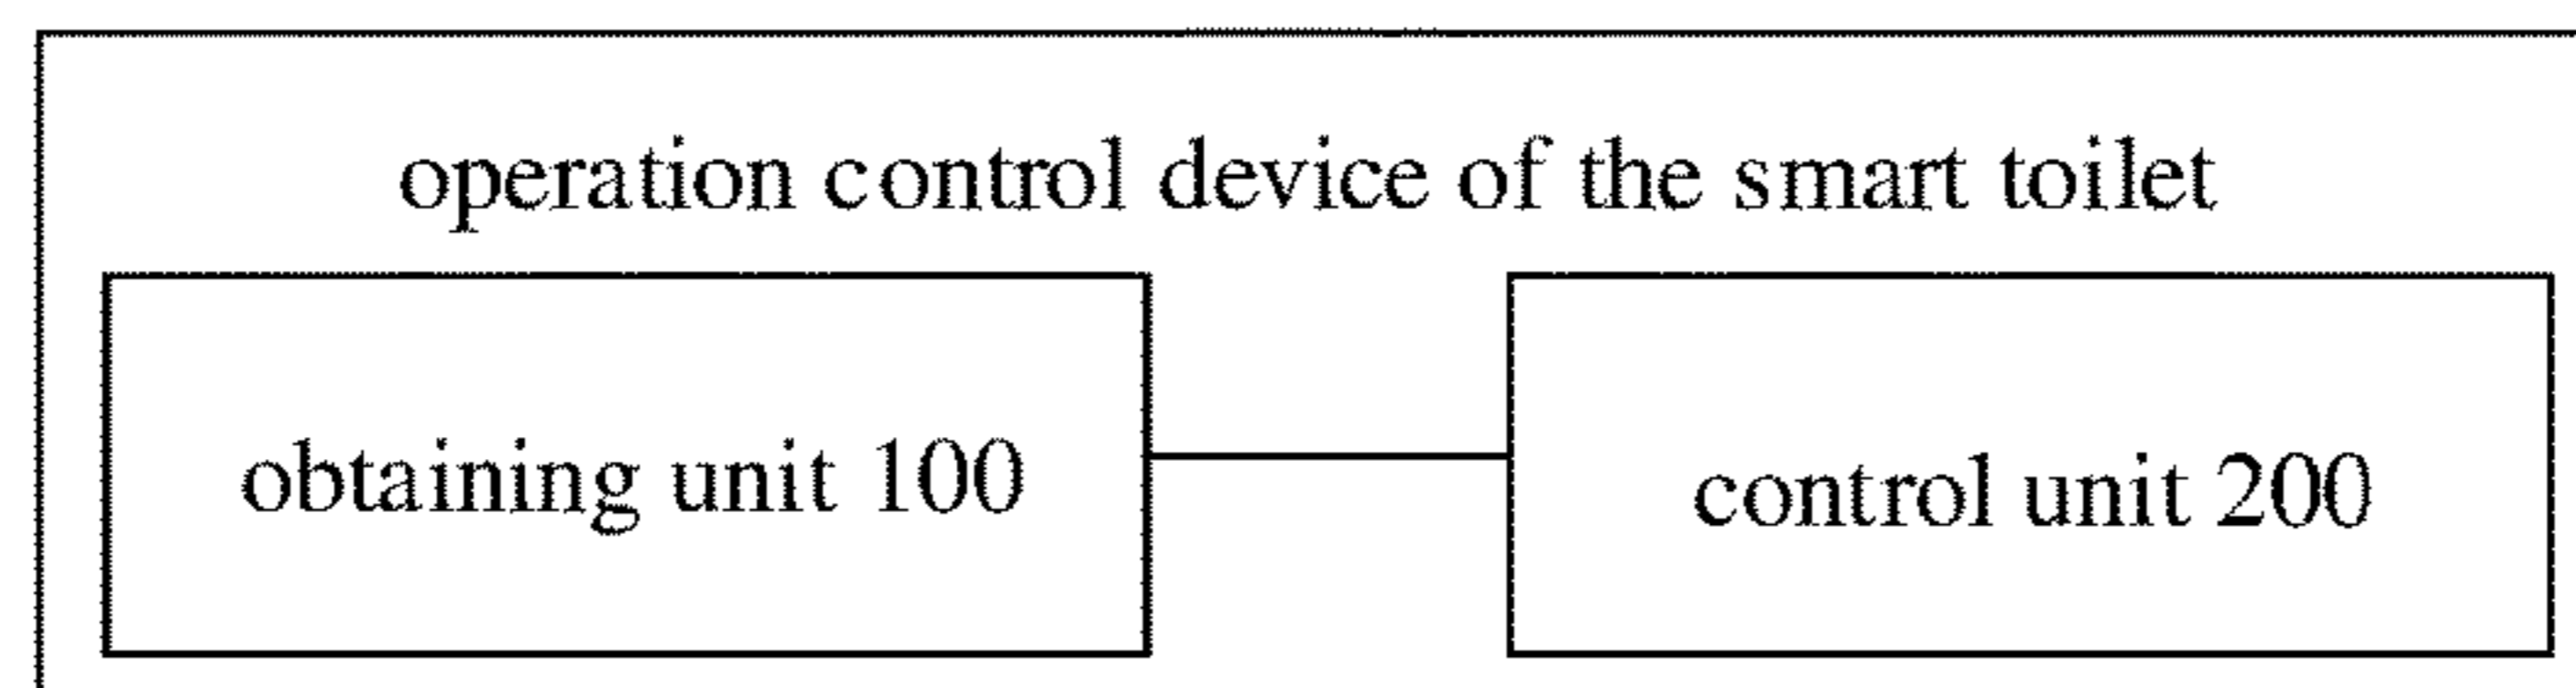 operation control device of the smart toilet
obtaining unit 100
control unit 200